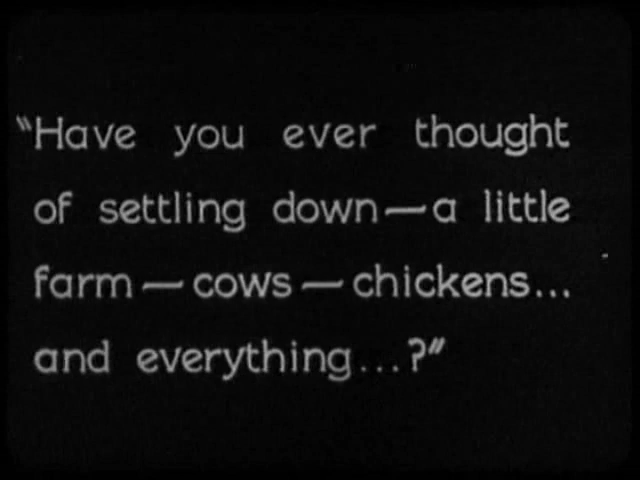 "Have you ever thought
of settling down—a little
farm—cows—chickens...
and everything...?"